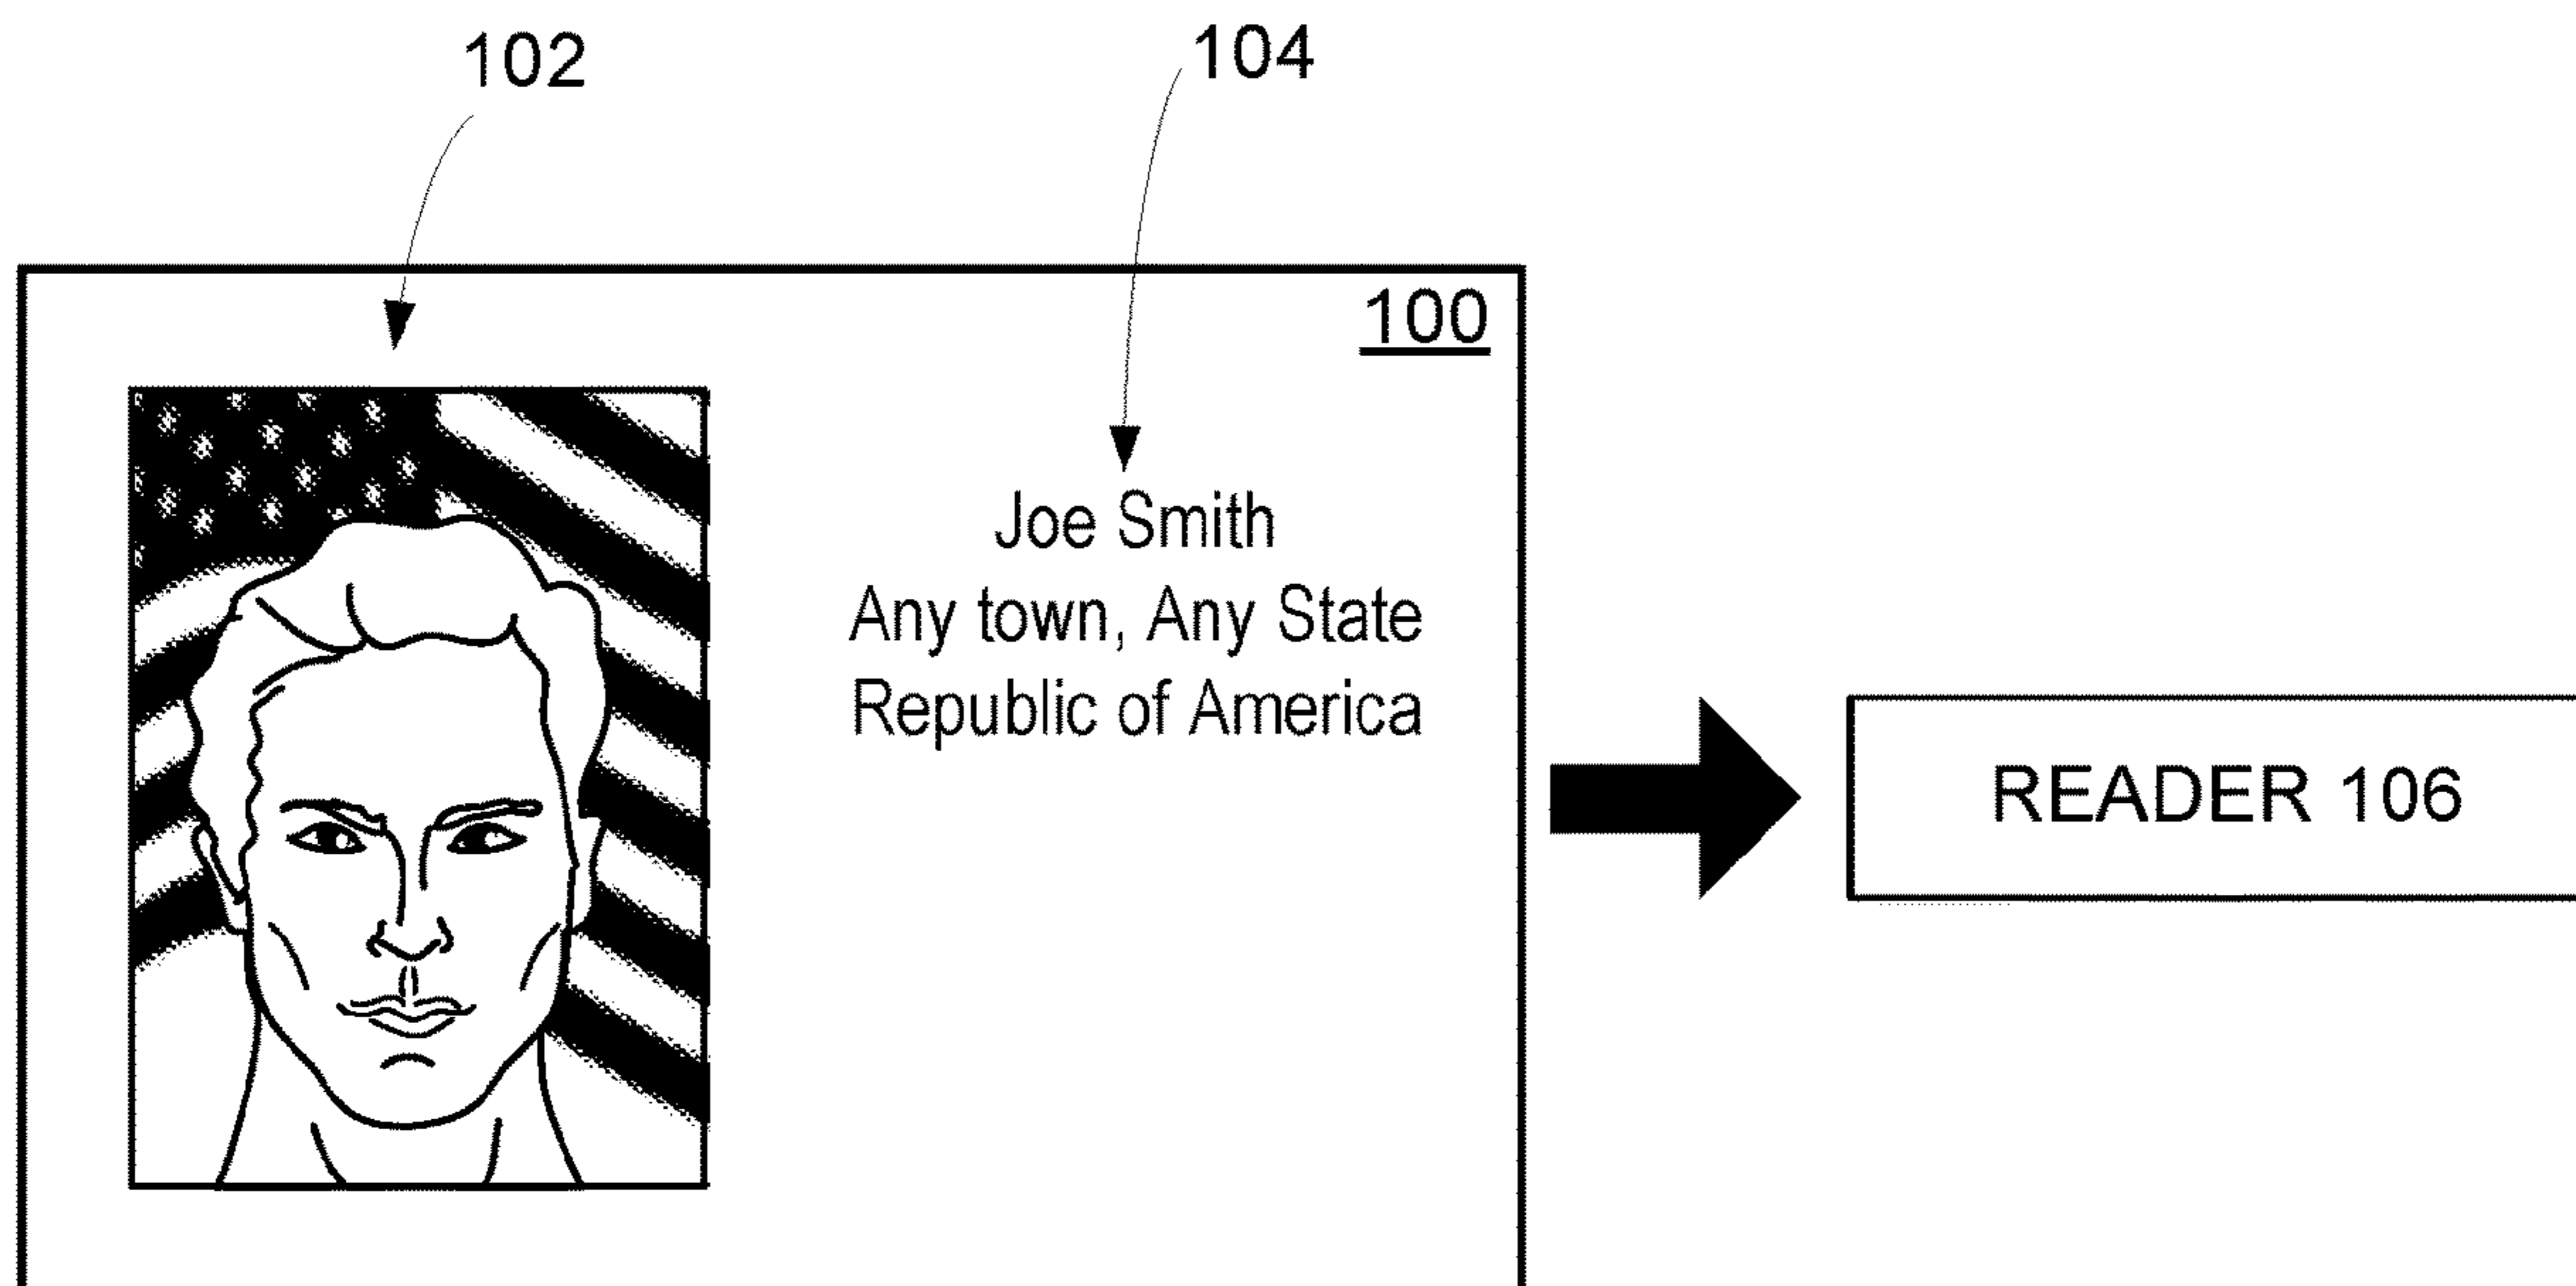 102
104
100
Joe Smith
Any town, Any State
Republic of America
READER 106